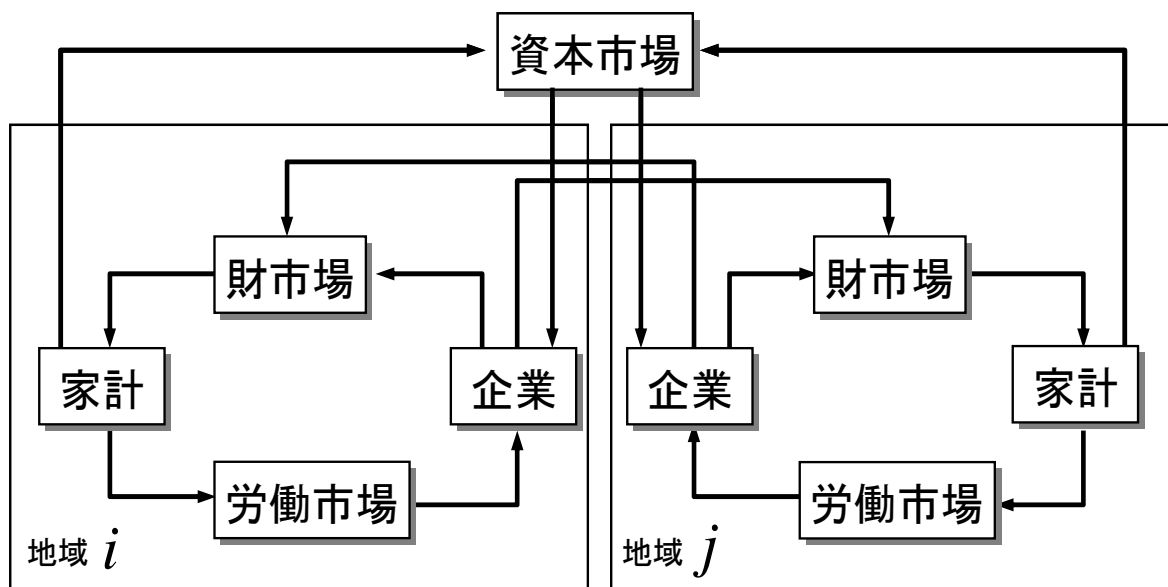 資本市場
財市場
家計
企業
労働市場
地域 i
財市場
企業
家計
労働市場
地域 j